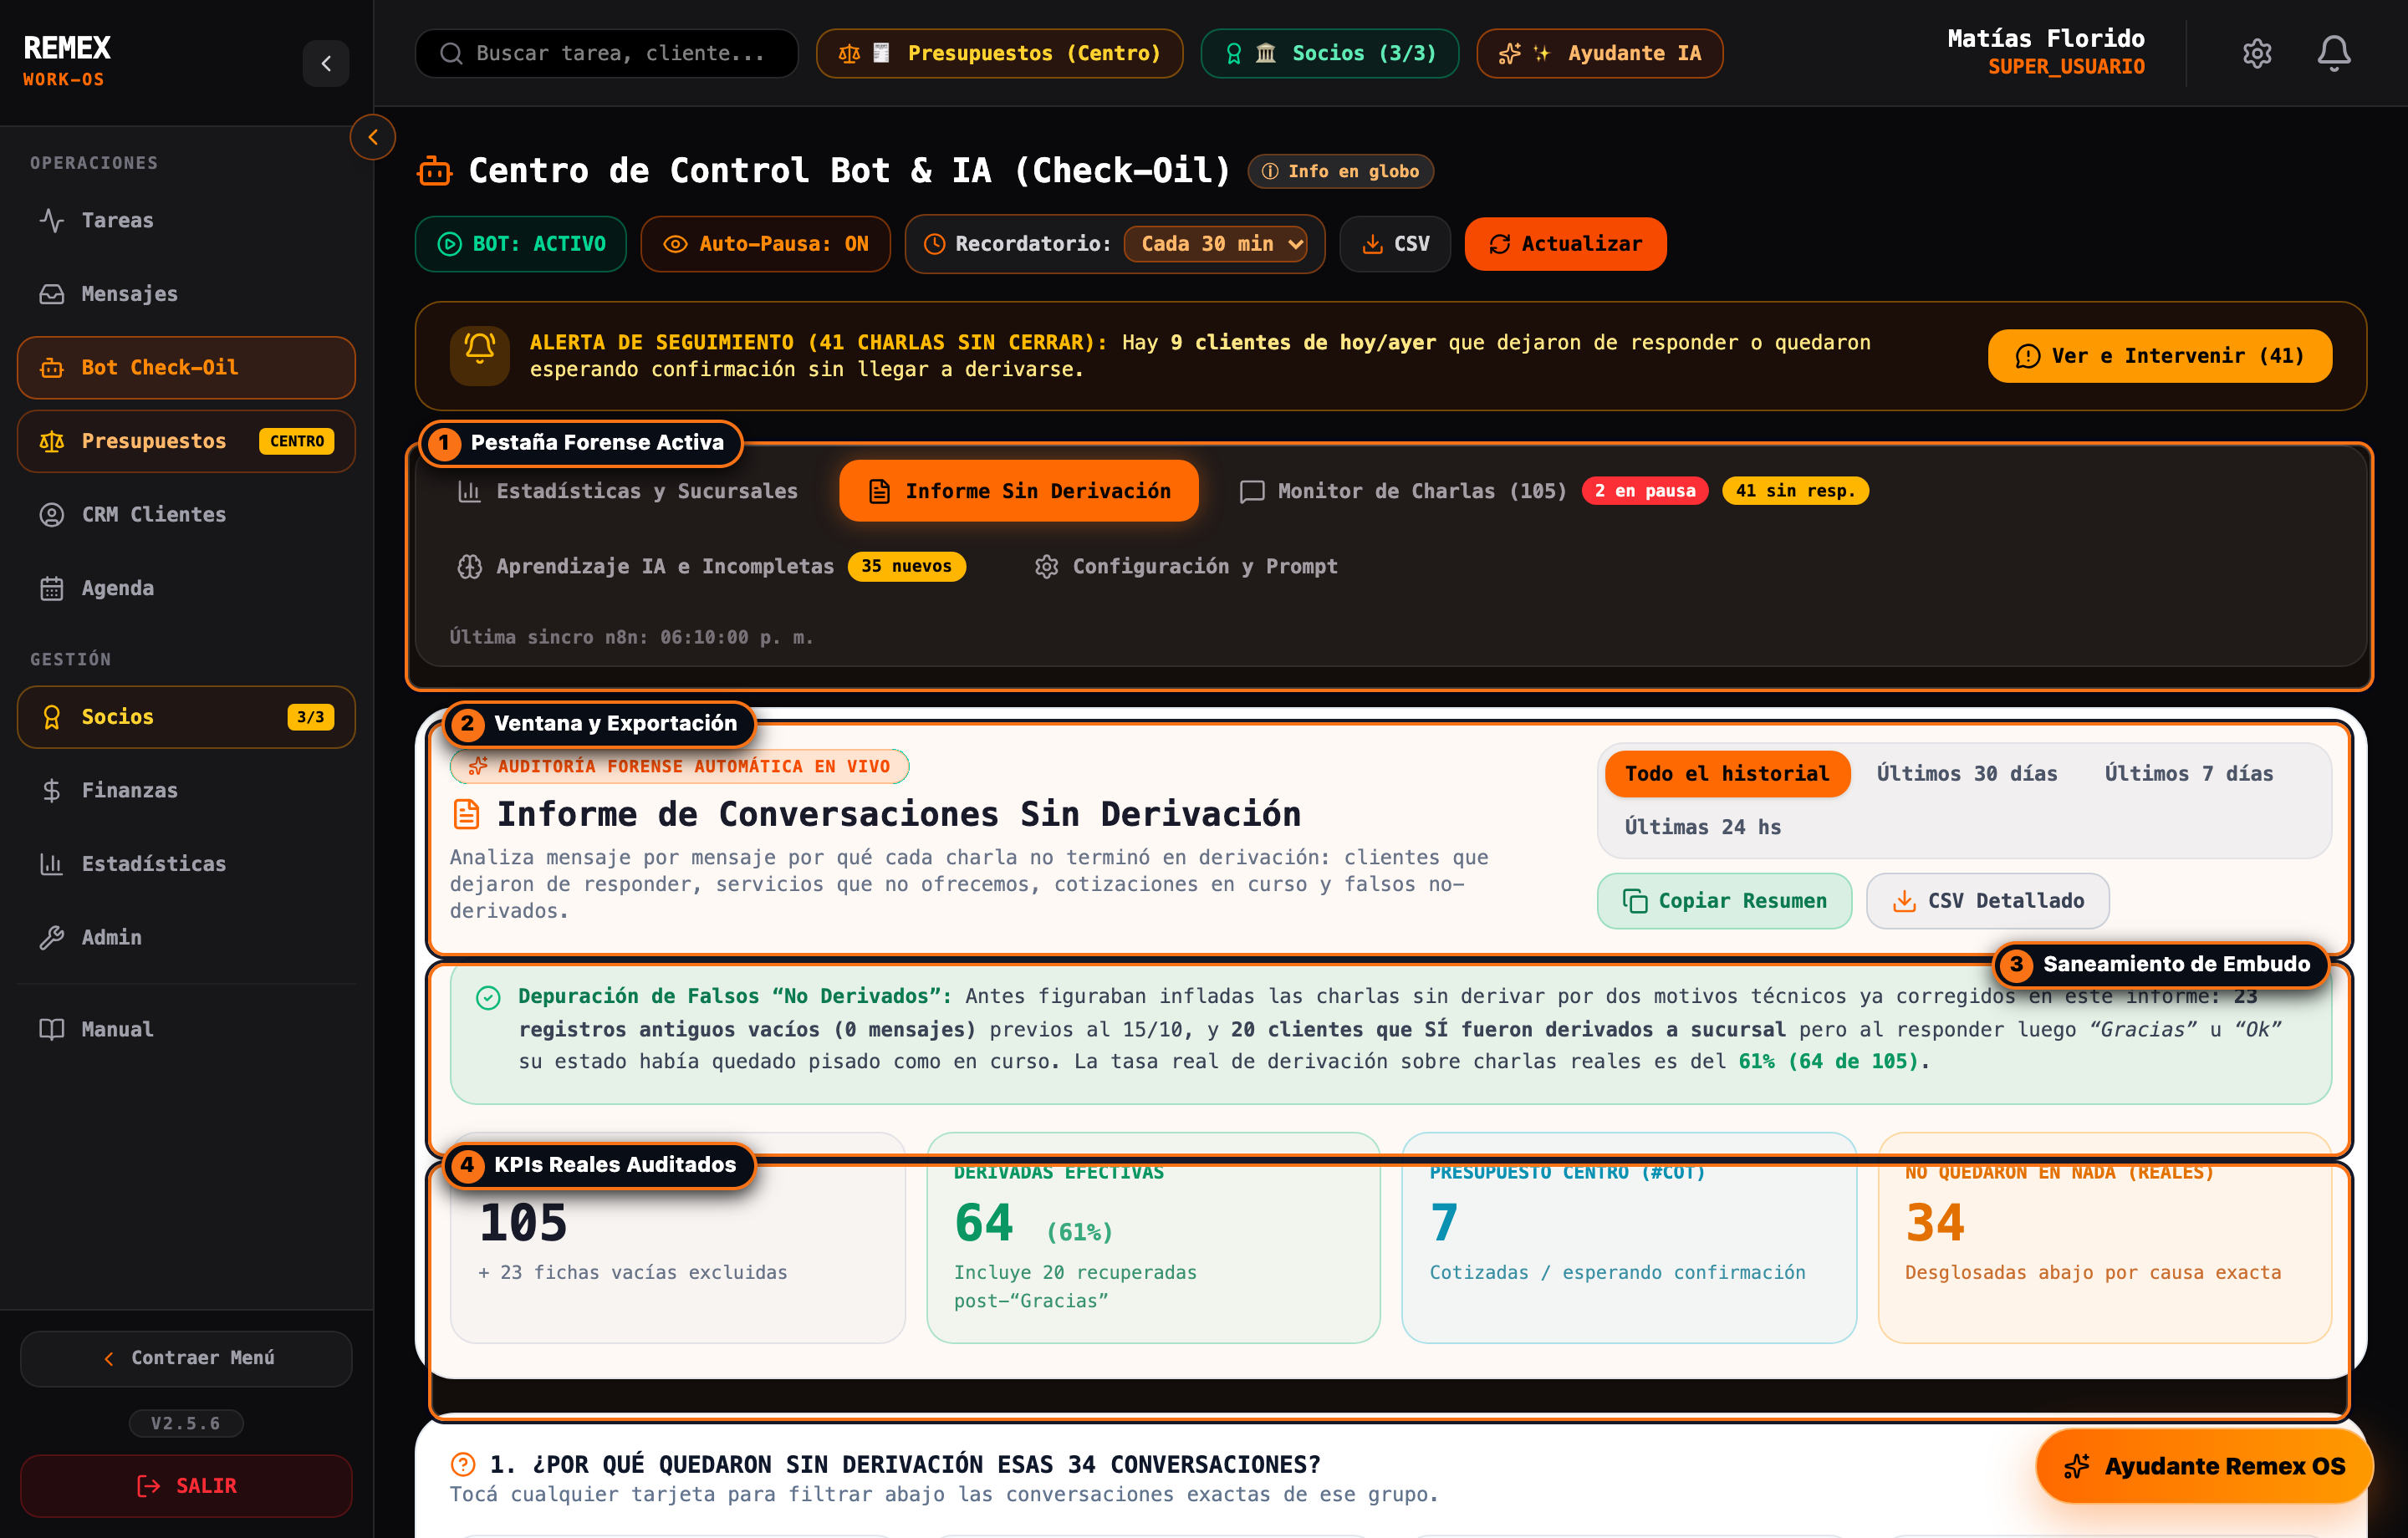 REMEX
WORK-OS
OPERACIONES
Tareas
Mensajes
Bot Check-Oil
Presupuestos CENTRO
CRM Clientes
Agenda
GESTIÓN
Socios 3/3
Finanzas
Estadísticas
Admin
Manual
Contraer Menú
V2.5.6
SALIR
Buscar tarea, cliente...
Presupuestos (Centro)
Socios (3/3)
Ayudante IA
Matías Florido
SUPER_USUARIO
Centro de Control Bot & IA (Check-Oil)
Info en globo
BOT: ACTIVO
Auto-Pausa: ON
Recordatorio: Cada 30 min
CSV
Actualizar
ALERTA DE SEGUIMIENTO (41 CHARLAS SIN CERRAR): Hay 9 clientes de hoy/ayer que dejaron de responder o quedaron
esperando confirmación sin llegar a derivarse.
Ver e Intervenir (41)
1 Pestaña Forense Activa
Estadísticas y Sucursales
Informe Sin Derivación
Monitor de Charlas (105) 2 en pausa 41 sin resp.
Aprendizaje IA e Incompletas 35 nuevos
Configuración y Prompt
Última sincro n8n: 06:10:00 p. m.
2 Ventana y Exportación
AUDITORÍA FORENSE AUTOMÁTICA EN VIVO
Informe de Conversaciones Sin Derivación
Analiza mensaje por mensaje por qué cada charla no terminó en derivación: clientes que
dejaron de responder, servicios que no ofrecemos, cotizaciones en curso y falsos no-
derivados.
Todo el historial
Últimos 30 días
Últimos 7 días
Últimas 24 hs
Copiar Resumen
CSV Detallado
3 Saneamiento de Embudo
Depuración de Falsos “No Derivados”: Antes figuraban infladas las charlas sin derivar por dos motivos técnicos ya corregidos en este informe: 23
registros antiguos vacíos (0 mensajes) previos al 15/10, y 20 clientes que SÍ fueron derivados a sucursal pero al responder luego “Gracias” u “Ok”
su estado había quedado pisado como en curso. La tasa real de derivación sobre charlas reales es del 61% (64 de 105).
4 KPIs Reales Auditados
105
+ 23 fichas vacías excluidas
DERIVADAS EFECTIVAS
64 (61%)
Incluye 20 recuperadas
post-“Gracias”
PRESUPUESTO CENTRO (#COT)
7
Cotizadas / esperando confirmación
NO QUEDARON EN NADA (REALES)
34
Desglosadas abajo por causa exacta
1. ¿POR QUÉ QUEDARON SIN DERIVACIÓN ESAS 34 CONVERSACIONES?
Tocá cualquier tarjeta para filtrar abajo las conversaciones exactas de ese grupo.
Ayudante Remex OS